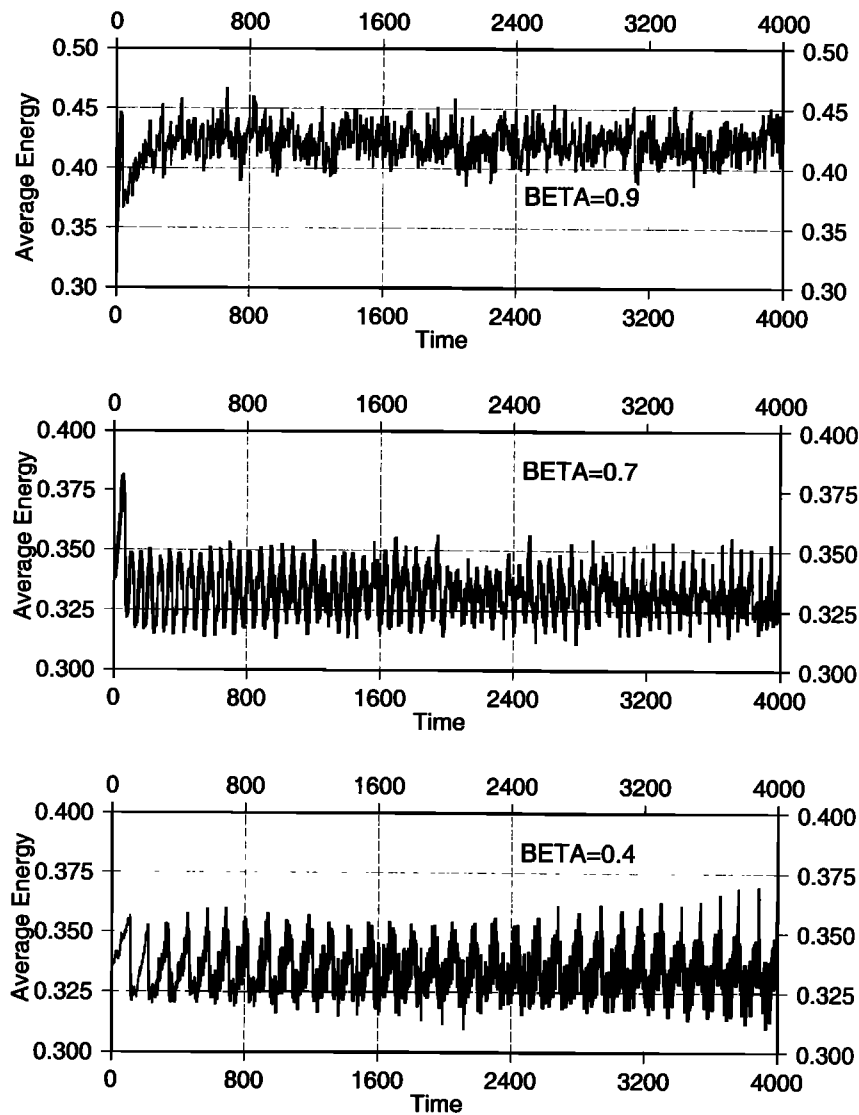 0 800 1600 2400 3200 4000
0.50 0.50
0.45 0.45
0.40 0.40
BETA=0.9
0.35 0.35
0.30 0.30
Average Energy
0 800 1600 2400 3200 4000
Time
0 800 1600 2400 3200 4000
0.400 0.400
BETA=0.7
0.375 0.375
0.350 0.350
0.325 0.325
0.300 0.300
Average Energy
0 800 1600 2400 3200 4000
Time
0 800 1600 2400 3200 4000
0.400 0.400
BETA=0.4
0.375 0.375
0.350 0.350
0.325 0.325
0.300 0.300
Average Energy
0 800 1600 2400 3200 4000
Time